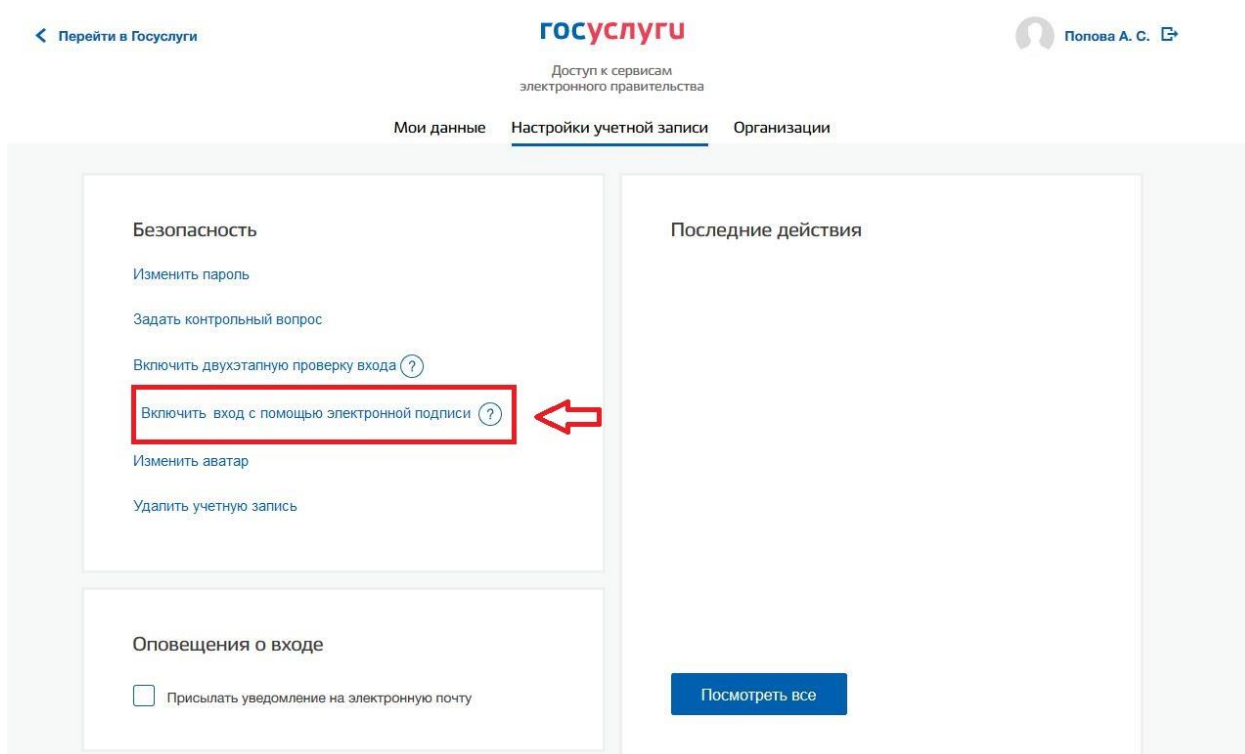 Перейти в Госуслуги
госуслуги
Попова А. С.
Доступ к сервисам
электронного правительства
Мои данные Настройки учетной записи Организации
Безопасность
Изменить пароль
Задать контрольный вопрос
Включить двухэтапную проверку входа ?
Включить вход с помощью электронной подписи ?
Изменить аватар
Удалить учетную запись
Оповещения о входе
Присылать уведомление на электронную почту
Последние действия
Посмотреть все